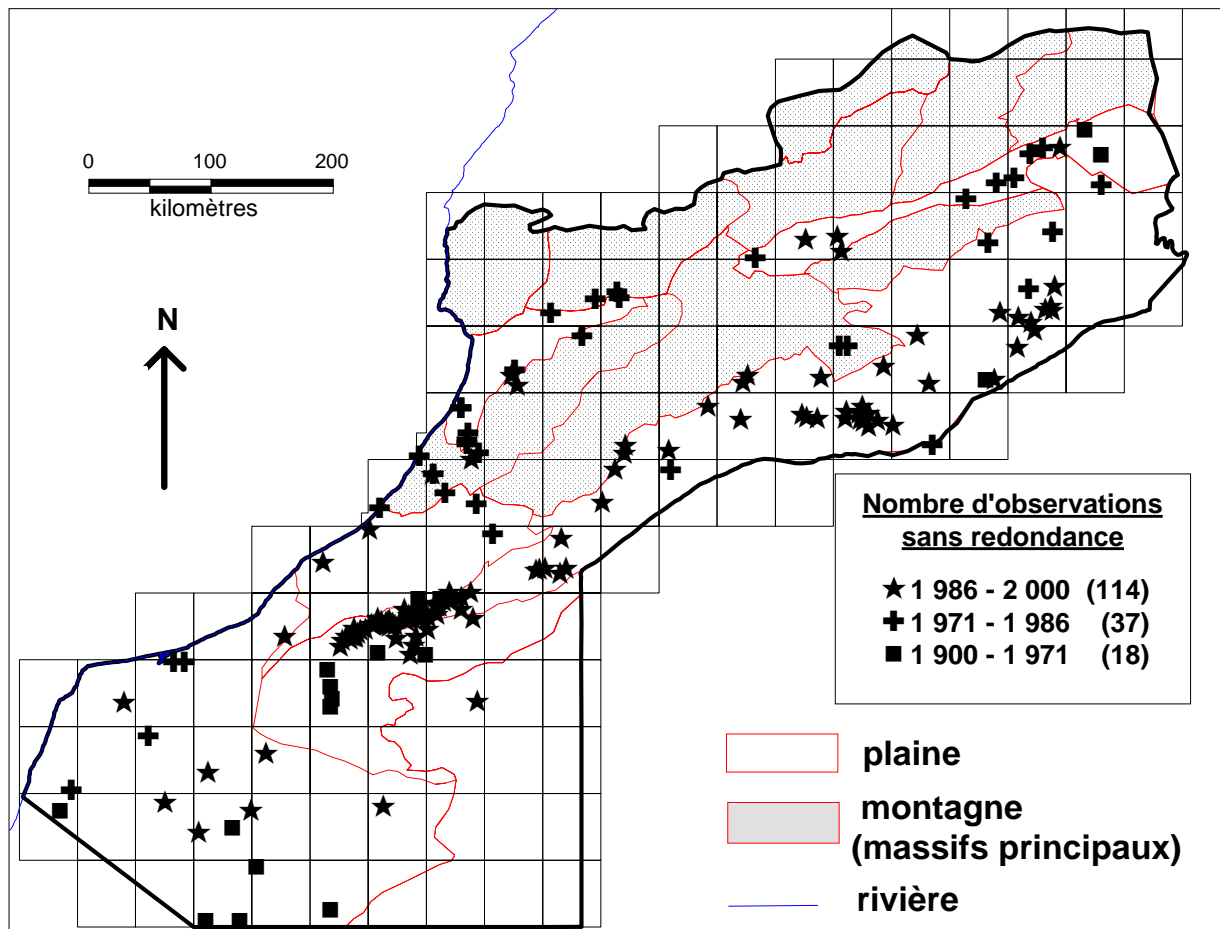 0 100 200
kilomètres
N
Nombre d'observations
sans redondance
1 986 - 2 000 (114)
1 971 - 1 986 (37)
1 900 - 1 971 (18)
plaine
montagne
(massifs principaux)
rivière